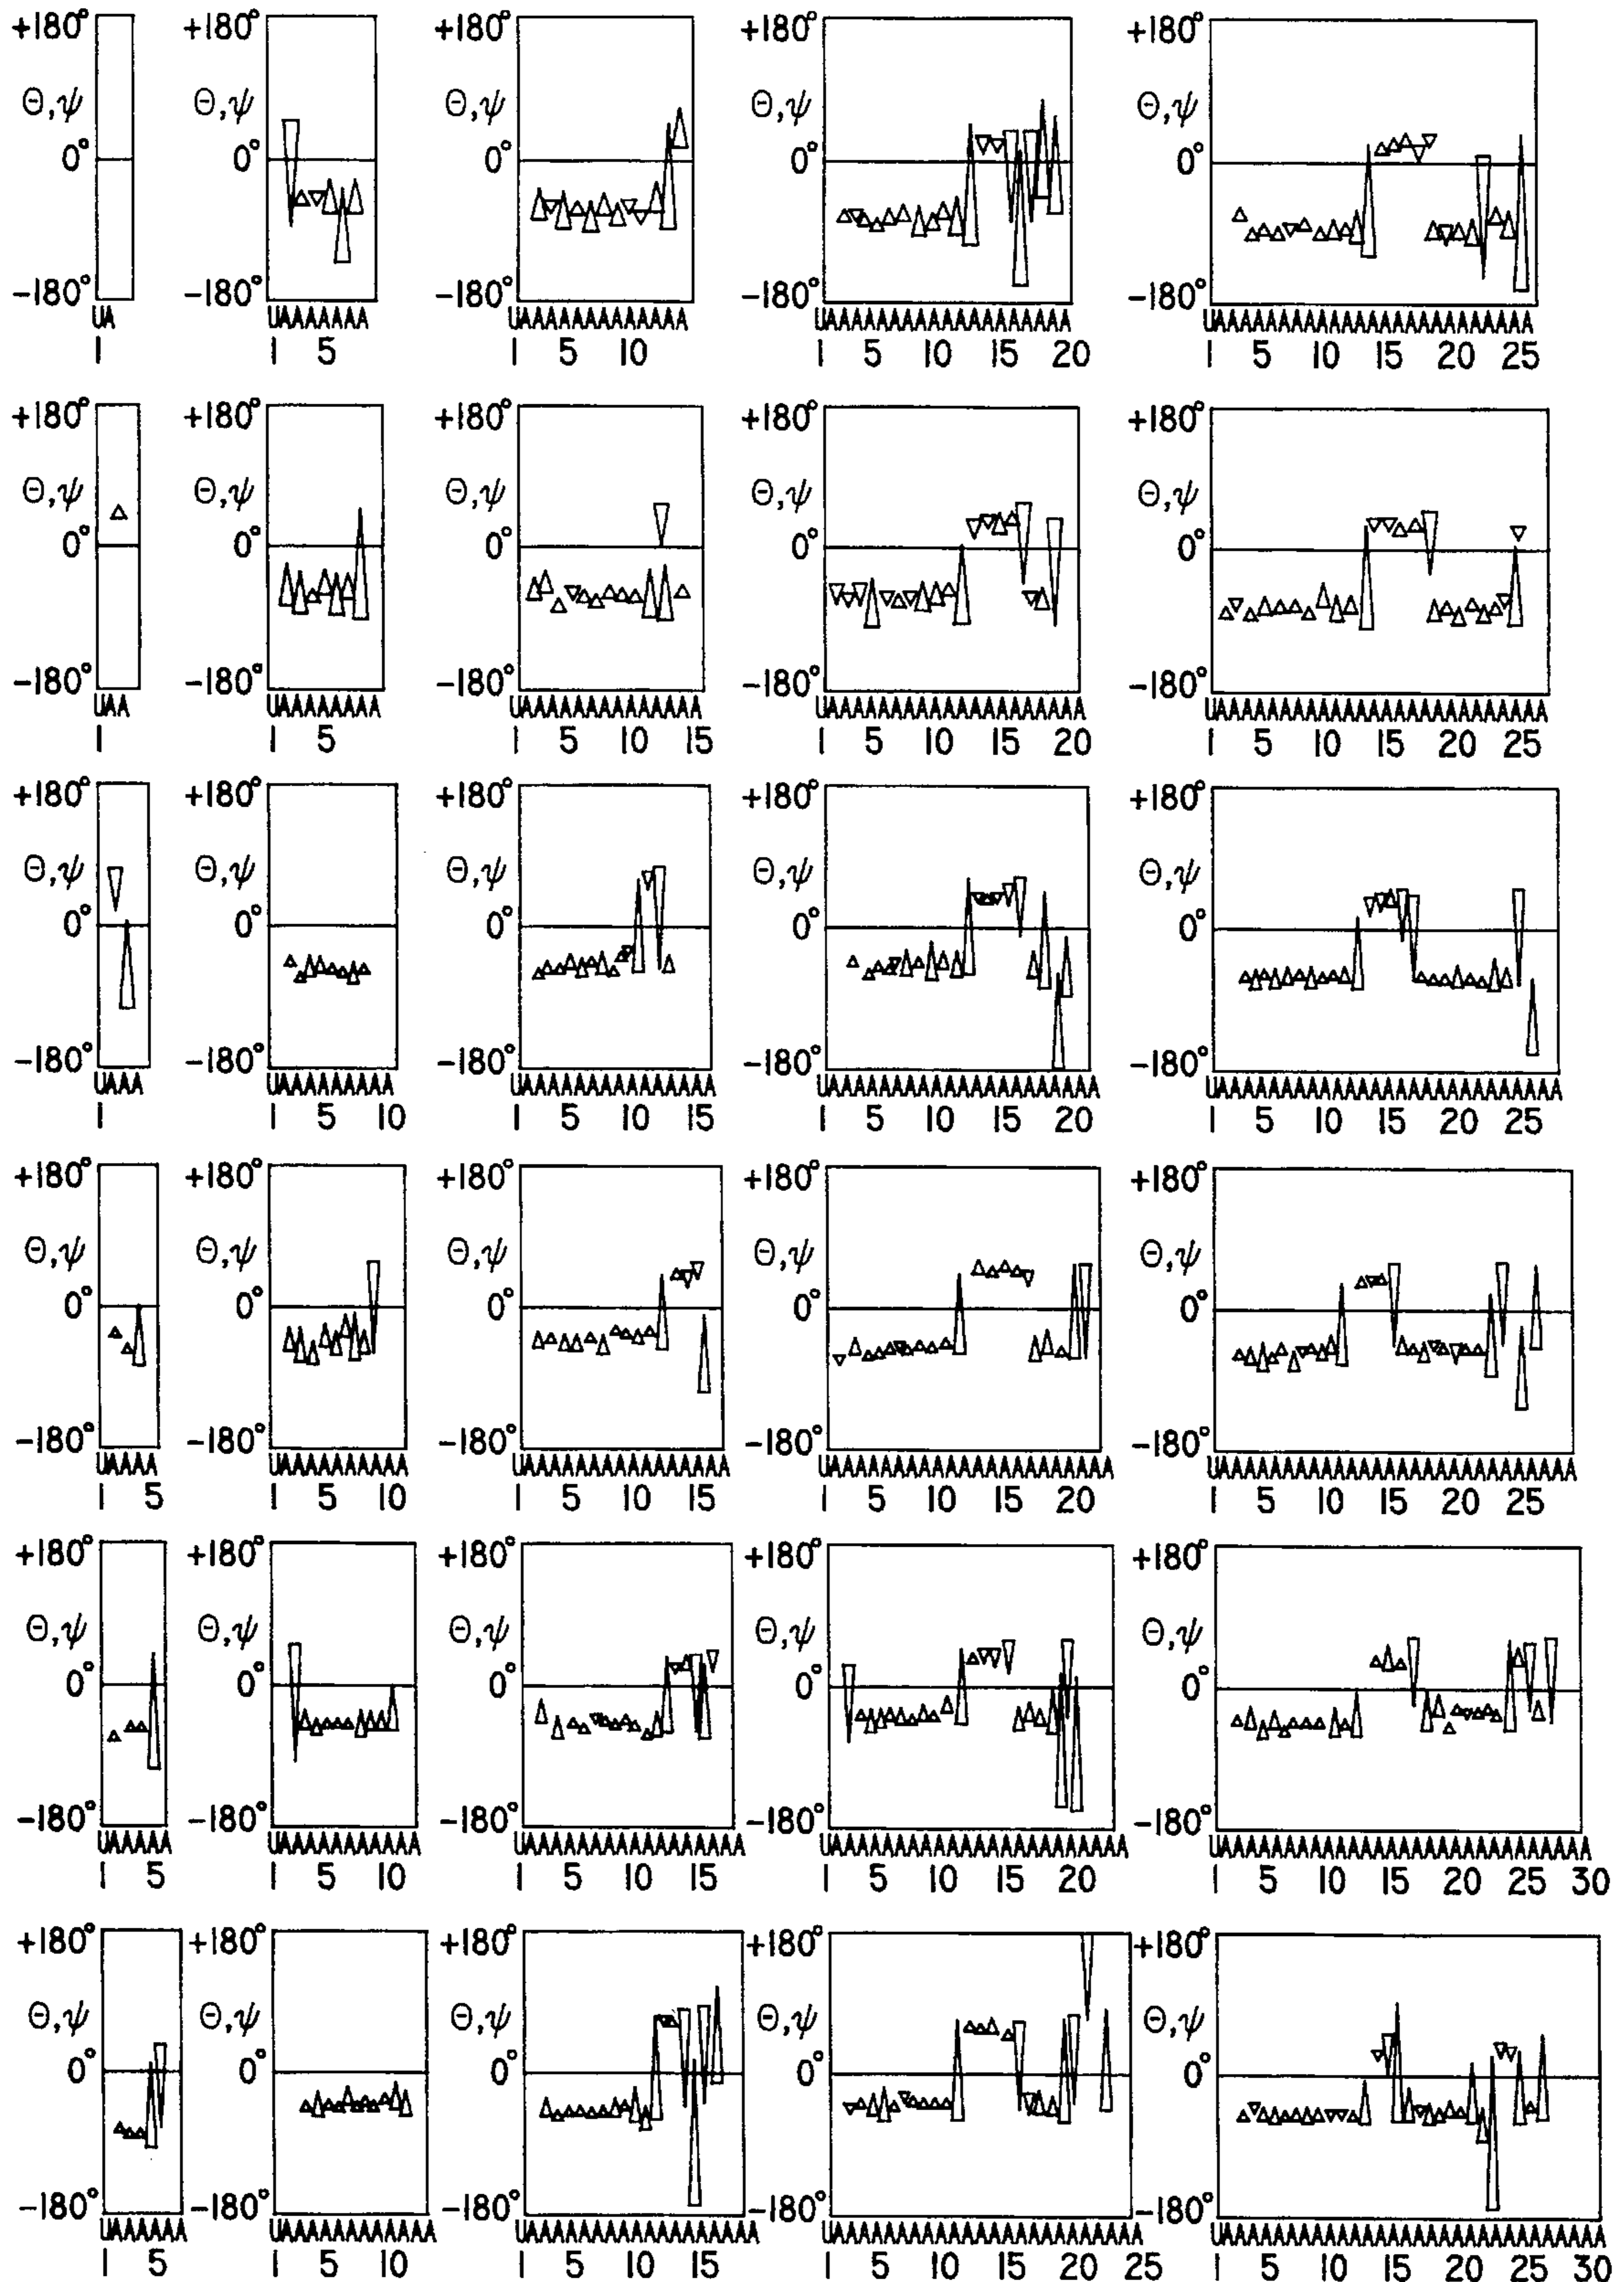 +180° +180° +180° +180° +180°
Θ,ψ Θ,ψ Θ,ψ Θ,ψ Θ,ψ
0° 0° 0° 0° 0°
-180° -180° -180° -180° -180°
UA UAAAAAAA UAAAAAAAAAAAAA UAAAAAAAAAAAAAAAAAAA UAAAAAAAAAAAAAAAAAAAAAAAAA
1 1 5 1 5 10 1 5 10 15 20 1 5 10 15 20 25
+180° +180° +180° +180° +180°
Θ,ψ Θ,ψ Θ,ψ Θ,ψ Θ,ψ
0° 0° 0° 0° 0°
-180° -180° -180° -180° -180°
UAA UAAAAAAAA UAAAAAAAAAAAAAA UAAAAAAAAAAAAAAAAAAAA UAAAAAAAAAAAAAAAAAAAAAAAAAA
1 1 5 1 5 10 15 1 5 10 15 20 1 5 10 15 20 25
+180° +180° +180° +180° +180°
Θ,ψ Θ,ψ Θ,ψ Θ,ψ Θ,ψ
0° 0° 0° 0° 0°
-180° -180° -180° -180° -180°
UAAA UAAAAAAAAA UAAAAAAAAAAAAAAA UAAAAAAAAAAAAAAAAAAAAA UAAAAAAAAAAAAAAAAAAAAAAAAAAA
1 1 5 10 1 5 10 15 1 5 10 15 20 1 5 10 15 20 25
+180° +180° +180° +180° +180°
Θ,ψ Θ,ψ Θ,ψ Θ,ψ Θ,ψ
0° 0° 0° 0° 0°
-180° -180° -180° -180° -180°
UAAAA UAAAAAAAAAA UAAAAAAAAAAAAAAAA UAAAAAAAAAAAAAAAAAAAAAA UAAAAAAAAAAAAAAAAAAAAAAAAAAAA
1 5 1 5 10 1 5 10 15 1 5 10 15 20 1 5 10 15 20 25
+180° +180° +180° +180° +180°
Θ,ψ Θ,ψ Θ,ψ Θ,ψ Θ,ψ
0° 0° 0° 0° 0°
-180° -180° -180° -180° -180°
UAAAAA UAAAAAAAAAAA UAAAAAAAAAAAAAAAAA UAAAAAAAAAAAAAAAAAAAAAAA UAAAAAAAAAAAAAAAAAAAAAAAAAAAAA
1 5 1 5 10 1 5 10 15 1 5 10 15 20 1 5 10 15 20 25 30
+180° +180° +180° +180° +180°
Θ,ψ Θ,ψ Θ,ψ Θ,ψ Θ,ψ
0° 0° 0° 0° 0°
-180° -180° -180° -180° -180°
UAAAAAA UAAAAAAAAAAAA UAAAAAAAAAAAAAAAAAA UAAAAAAAAAAAAAAAAAAAAAAAA UAAAAAAAAAAAAAAAAAAAAAAAAAAAAAA
1 5 1 5 10 1 5 10 15 1 5 10 15 20 25 1 5 10 15 20 25 30